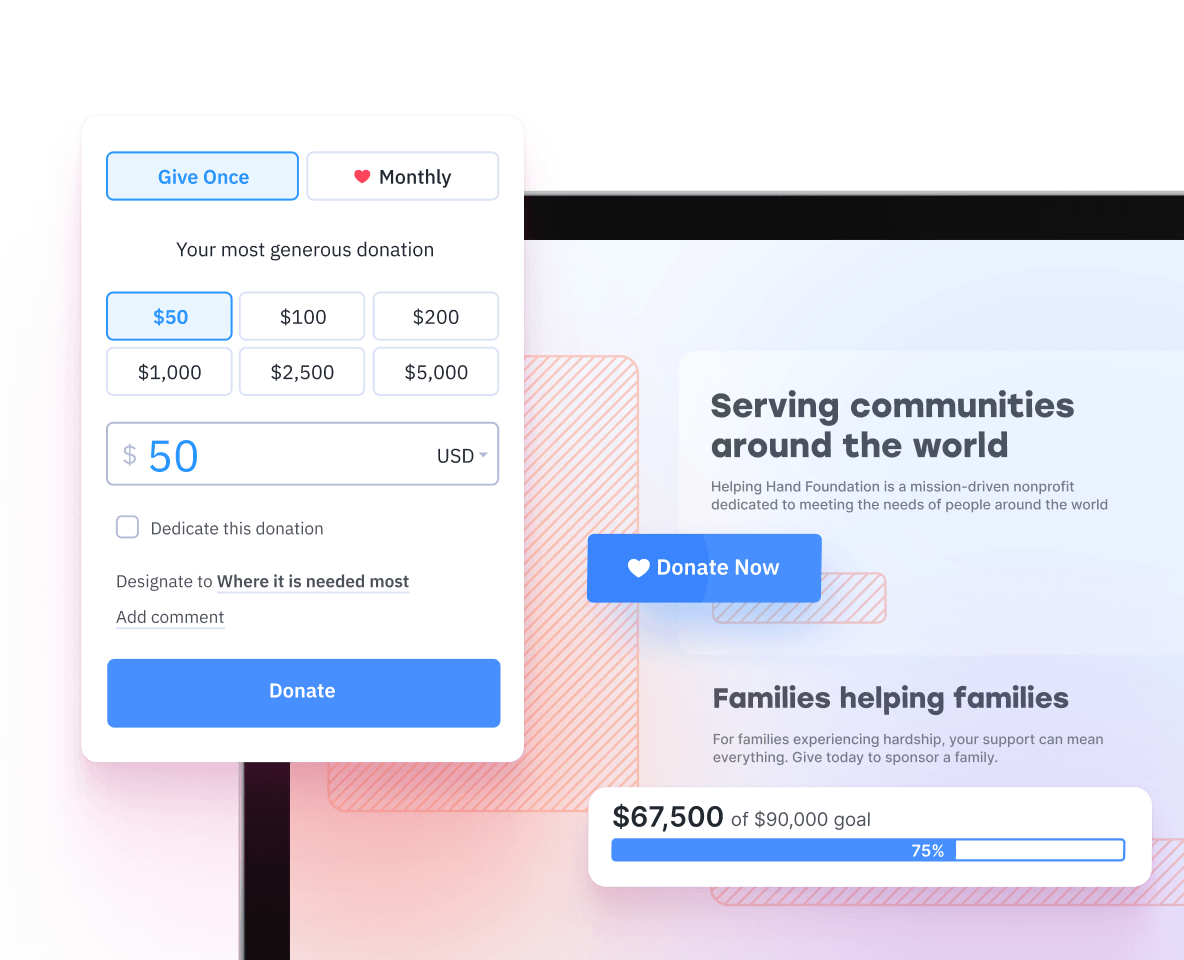 Give Once
Monthly
Your most generous donation
$50
$100
$200
$1,000
$2,500
$5,000
$ 50
USD
Dedicate this donation
Designate to Where it is needed most
Add comment
Donate
Serving communities
around the world
Helping Hand Foundation is a mission-driven nonprofit
dedicated to meeting the needs of people around the world
Donate Now
Families helping families
For families experiencing hardship, your support can mean
everything. Give today to sponsor a family.
$67,500 of $90,000 goal
75%